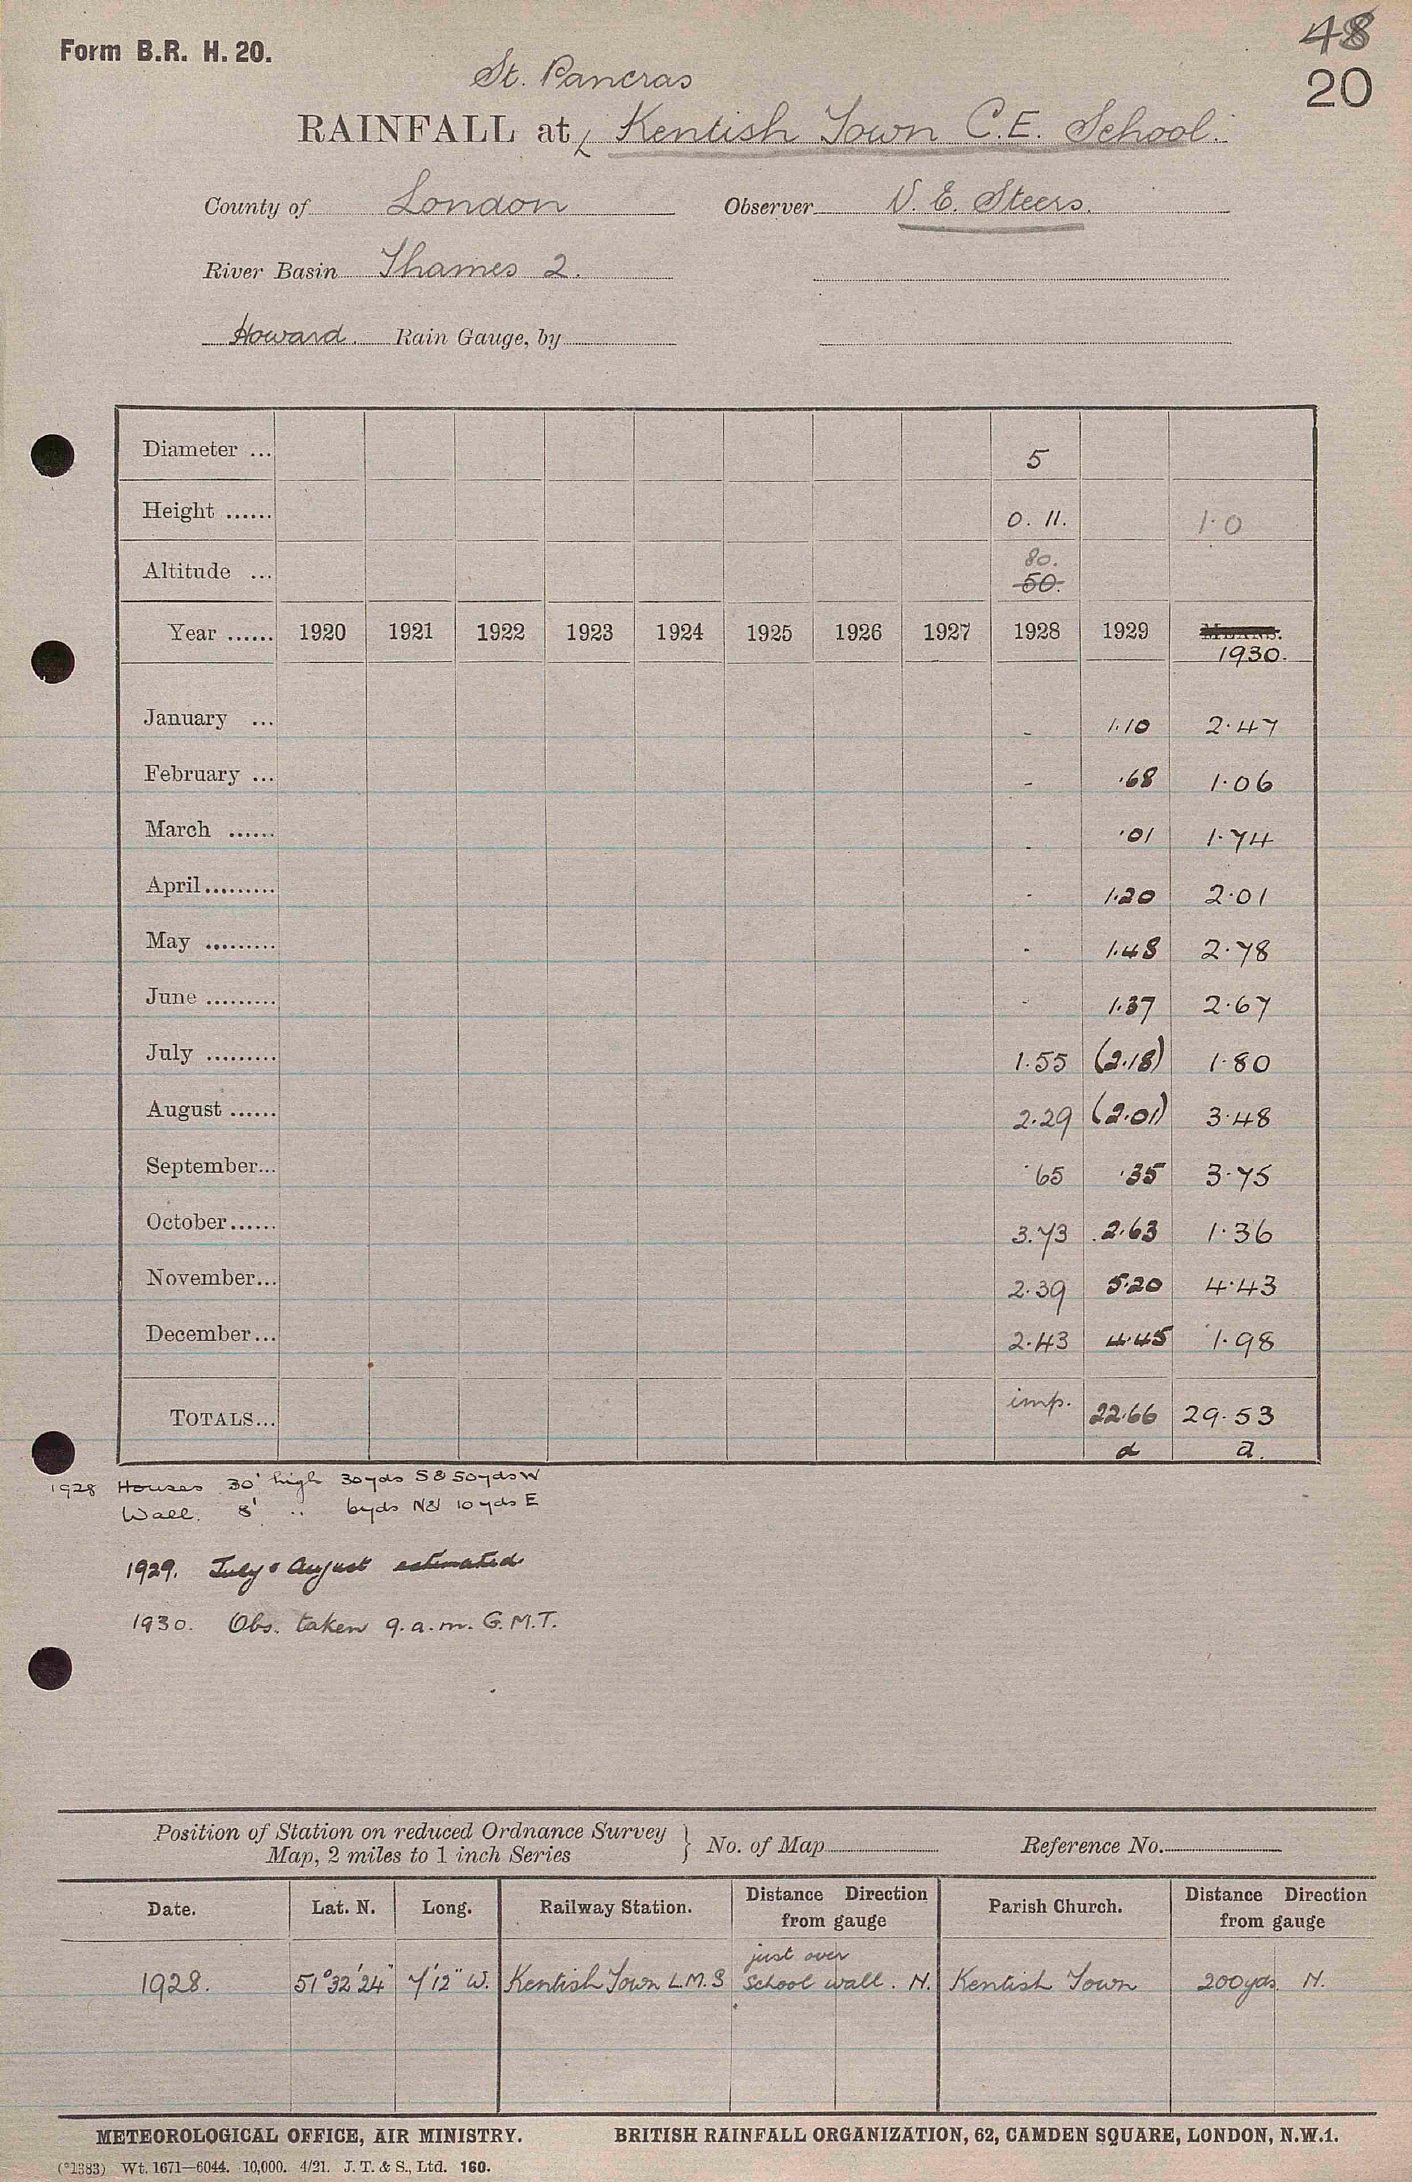 Form B.R. H. 20.
48
20
St. Pancras
RAINFALL at Kentish Town C.E. School.
County of London Observer V. E. Steers.
River Basin Thames 2.
Howard. Rain Gauge, by
Diameter ... 5
Height ...... 0. 11. 1.0
Altitude ... 80.
50.
Year ...... 1920 1921 1922 1923 1924 1925 1926 1927 1928 1929 MEANS.
1930.
January ... - 1.10 2.47
February ... - .68 1.06
March ...... - .01 1.74
April......... - 1.20 2.01
May ......... - 1.48 2.78
June ......... - 1.37 2.67
July ......... 1.55 (2.18) 1.80
August ...... 2.29 (2.01) 3.48
September... .65 .35 3.75
October...... 3.73 2.63 1.36
November... 2.39 5.20 4.43
December... 2.43 4.45 1.98
TOTALS... imp. 22.66 29.53
a a.
1928 Houses 30' high 30yds S & 50yds W
Wall. 8' .. 6yds N & 10 yds E
1929. July & August estimated
1930. Obs. taken 9.a.m. G.M.T.
Position of Station on reduced Ordnance Survey
Map, 2 miles to 1 inch Series } No. of Map Reference No.
Date. Lat. N. Long. Railway Station. Distance Direction from gauge Parish Church. Distance Direction from gauge
just over
1928. 51°32'24" 7'12" W. Kentish Town L.M.S School wall. N. Kentish Town 200yds. N.
METEOROLOGICAL OFFICE, AIR MINISTRY. BRITISH RAINFALL ORGANIZATION, 62, CAMDEN SQUARE, LONDON, N.W.1.
(*1383) Wt. 1671—6044. 10,000. 4/21. J. T. & S., Ltd. 160.